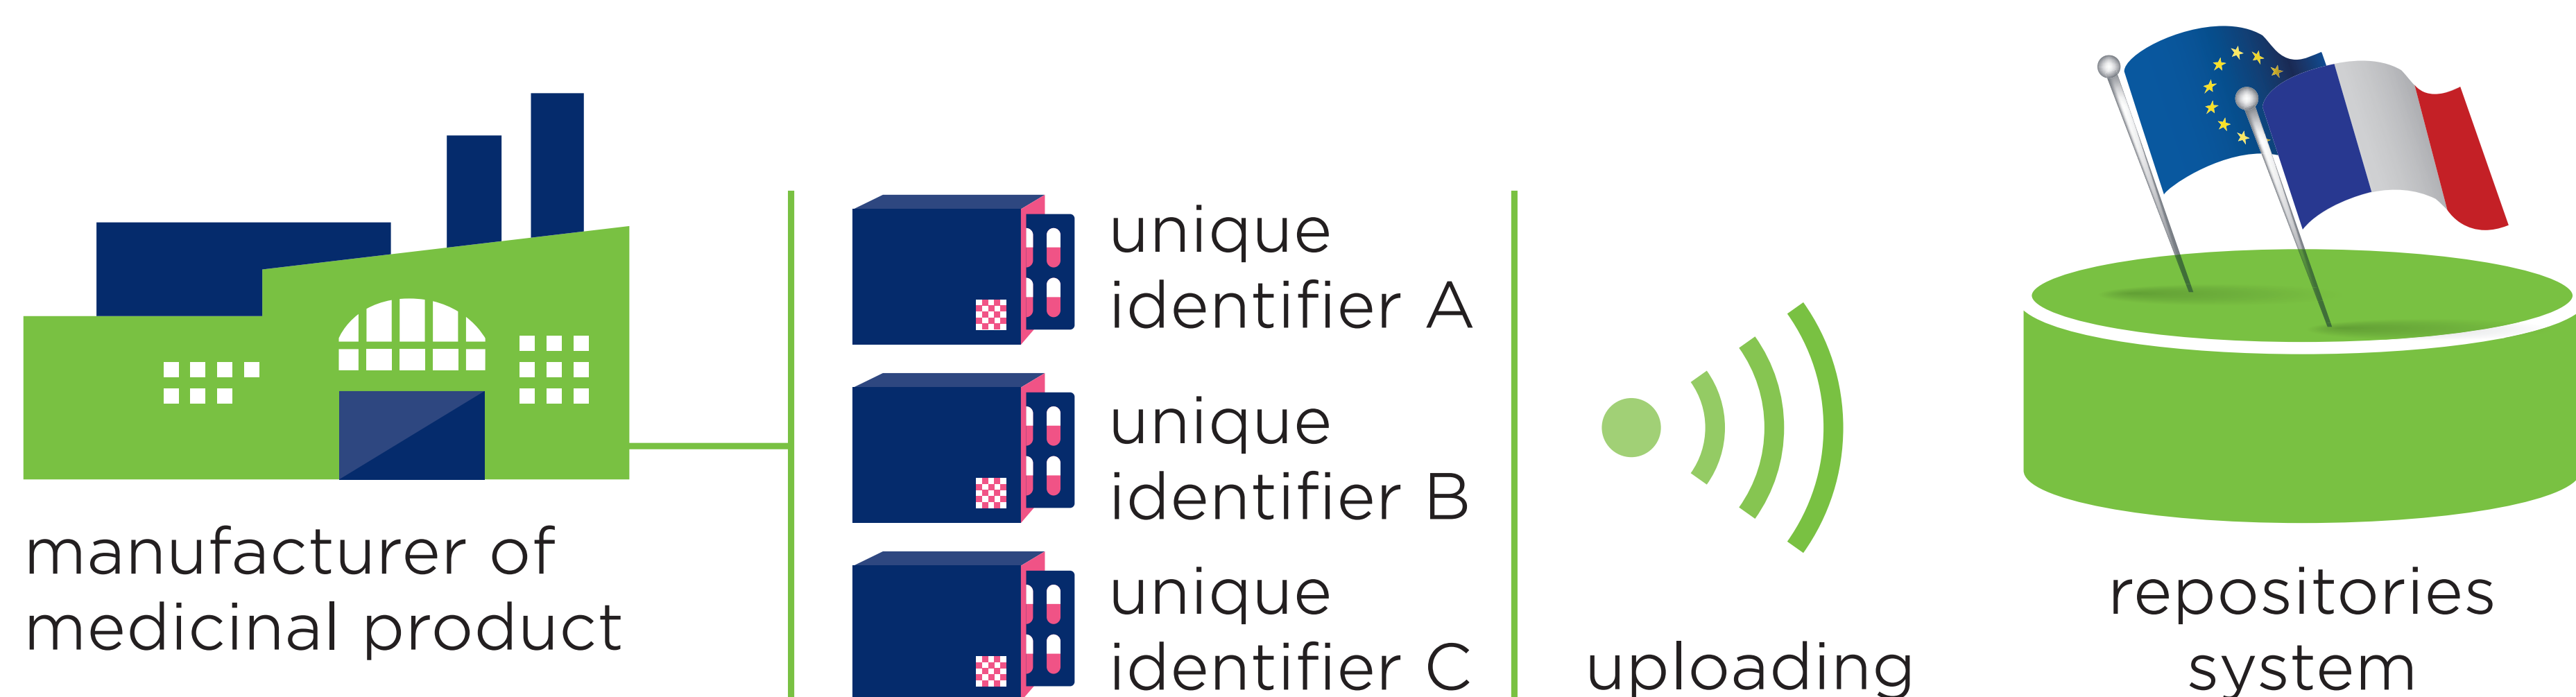 manufacturer of
medicinal product
unique
identifier A
unique
identifier B
unique
identifier C
uploading
repositories
system